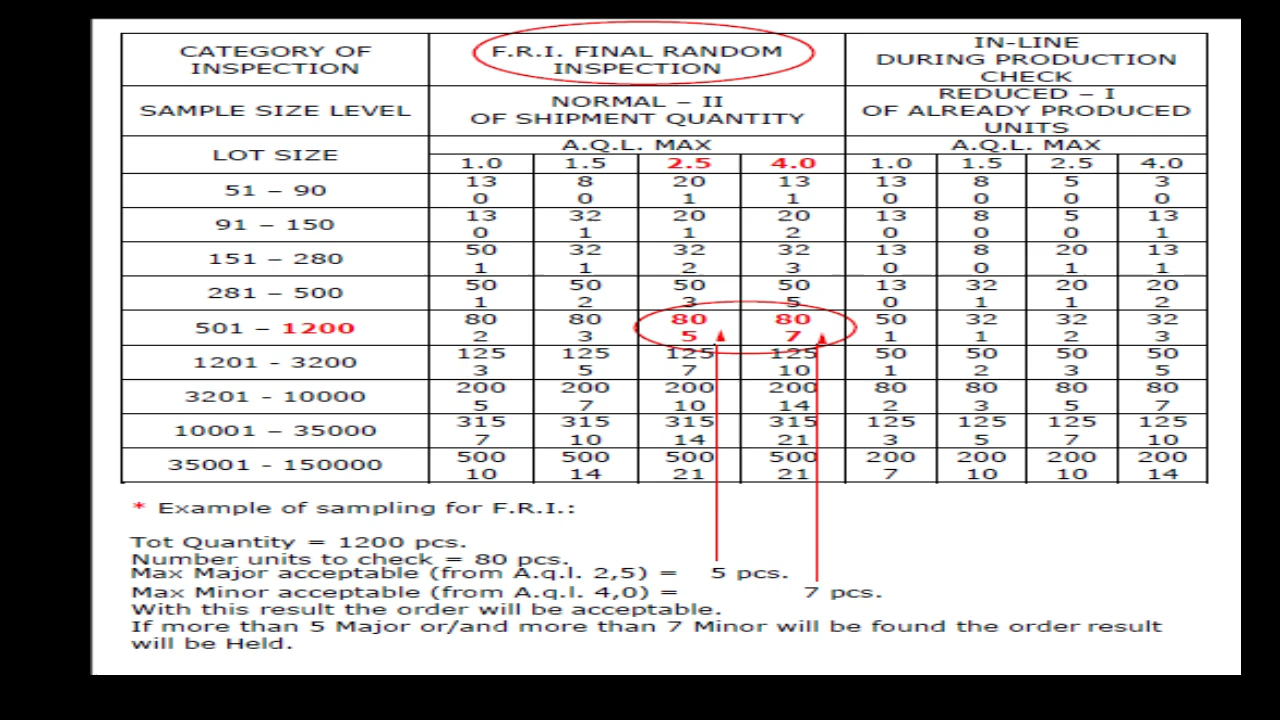 CATEGORY OF INSPECTION F.R.I. FINAL RANDOM INSPECTION IN-LINE DURING PRODUCTION CHECK
SAMPLE SIZE LEVEL NORMAL – II OF SHIPMENT QUANTITY REDUCED – I OF ALREADY PRODUCED UNITS
LOT SIZE A.Q.L. MAX A.Q.L. MAX
1.0 1.5 2.5 4.0 1.0 1.5 2.5 4.0
51 – 90
13 8 20 13 13 8 5 3
0 0 1 1 0 0 0 0
91 – 150
13 32 20 20 13 8 5 13
0 1 1 2 0 0 0 1
151 – 280
50 32 32 32 13 8 20 13
1 1 2 3 0 0 1 1
281 – 500
50 50 50 50 13 32 20 20
1 2 3 5 0 1 1 2
501 – 1200
80 80 80 80 50 32 32 32
2 3 5 7 1 1 2 3
1201 - 3200
125 125 125 125 50 50 50 50
3 5 7 10 1 2 3 5
3201 - 10000
200 200 200 200 80 80 80 80
5 7 10 14 2 3 5 7
10001 – 35000
315 315 315 315 125 125 125 125
7 10 14 21 3 5 7 10
35001 - 150000
500 500 500 500 200 200 200 200
10 14 21 21 7 10 10 14
* Example of sampling for F.R.I.:
Tot Quantity = 1200 pcs.
Number units to check = 80 pcs.
Max Major acceptable (from A.q.l. 2,5) = 5 pcs.
Max Minor acceptable (from A.q.l. 4,0) = 7 pcs.
With this result the order will be acceptable.
If more than 5 Major or/and more than 7 Minor will be found the order result
will be Held.